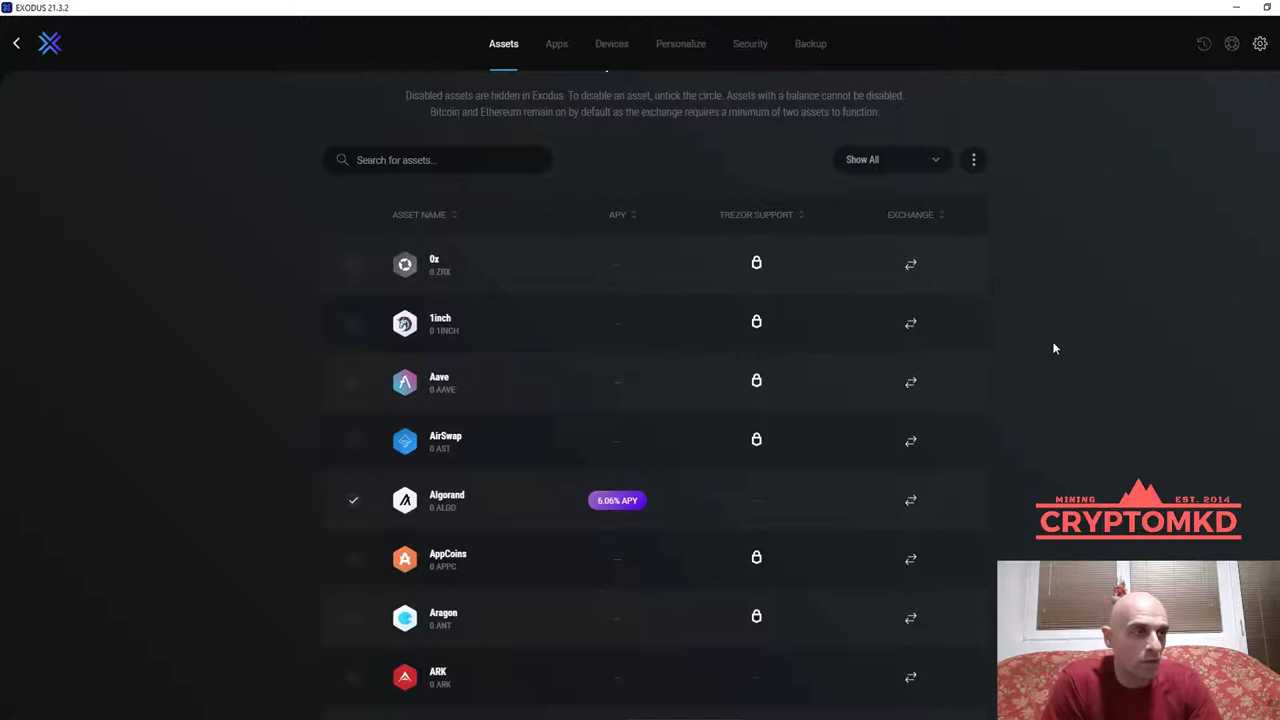 EXODUS 21.3.2
Assets Apps Devices Personalize Security Backup
Disabled assets are hidden in Exodus. To disable an asset, untick the circle. Assets with a balance cannot be disabled.
Bitcoin and Ethereum remain on by default as the exchange requires a minimum of two assets to function.
Search for assets... Show All
ASSET NAME APY TREZOR SUPPORT EXCHANGE
0x
0 ZRX
1inch
0 1INCH
Aave
0 AAVE
AirSwap
0 AST
Algorand
0 ALGO
6.06% APY
AppCoins
0 APPC
Aragon
0 ANT
ARK
0 ARK
MINING EST. 2014
CRYPTOMKD